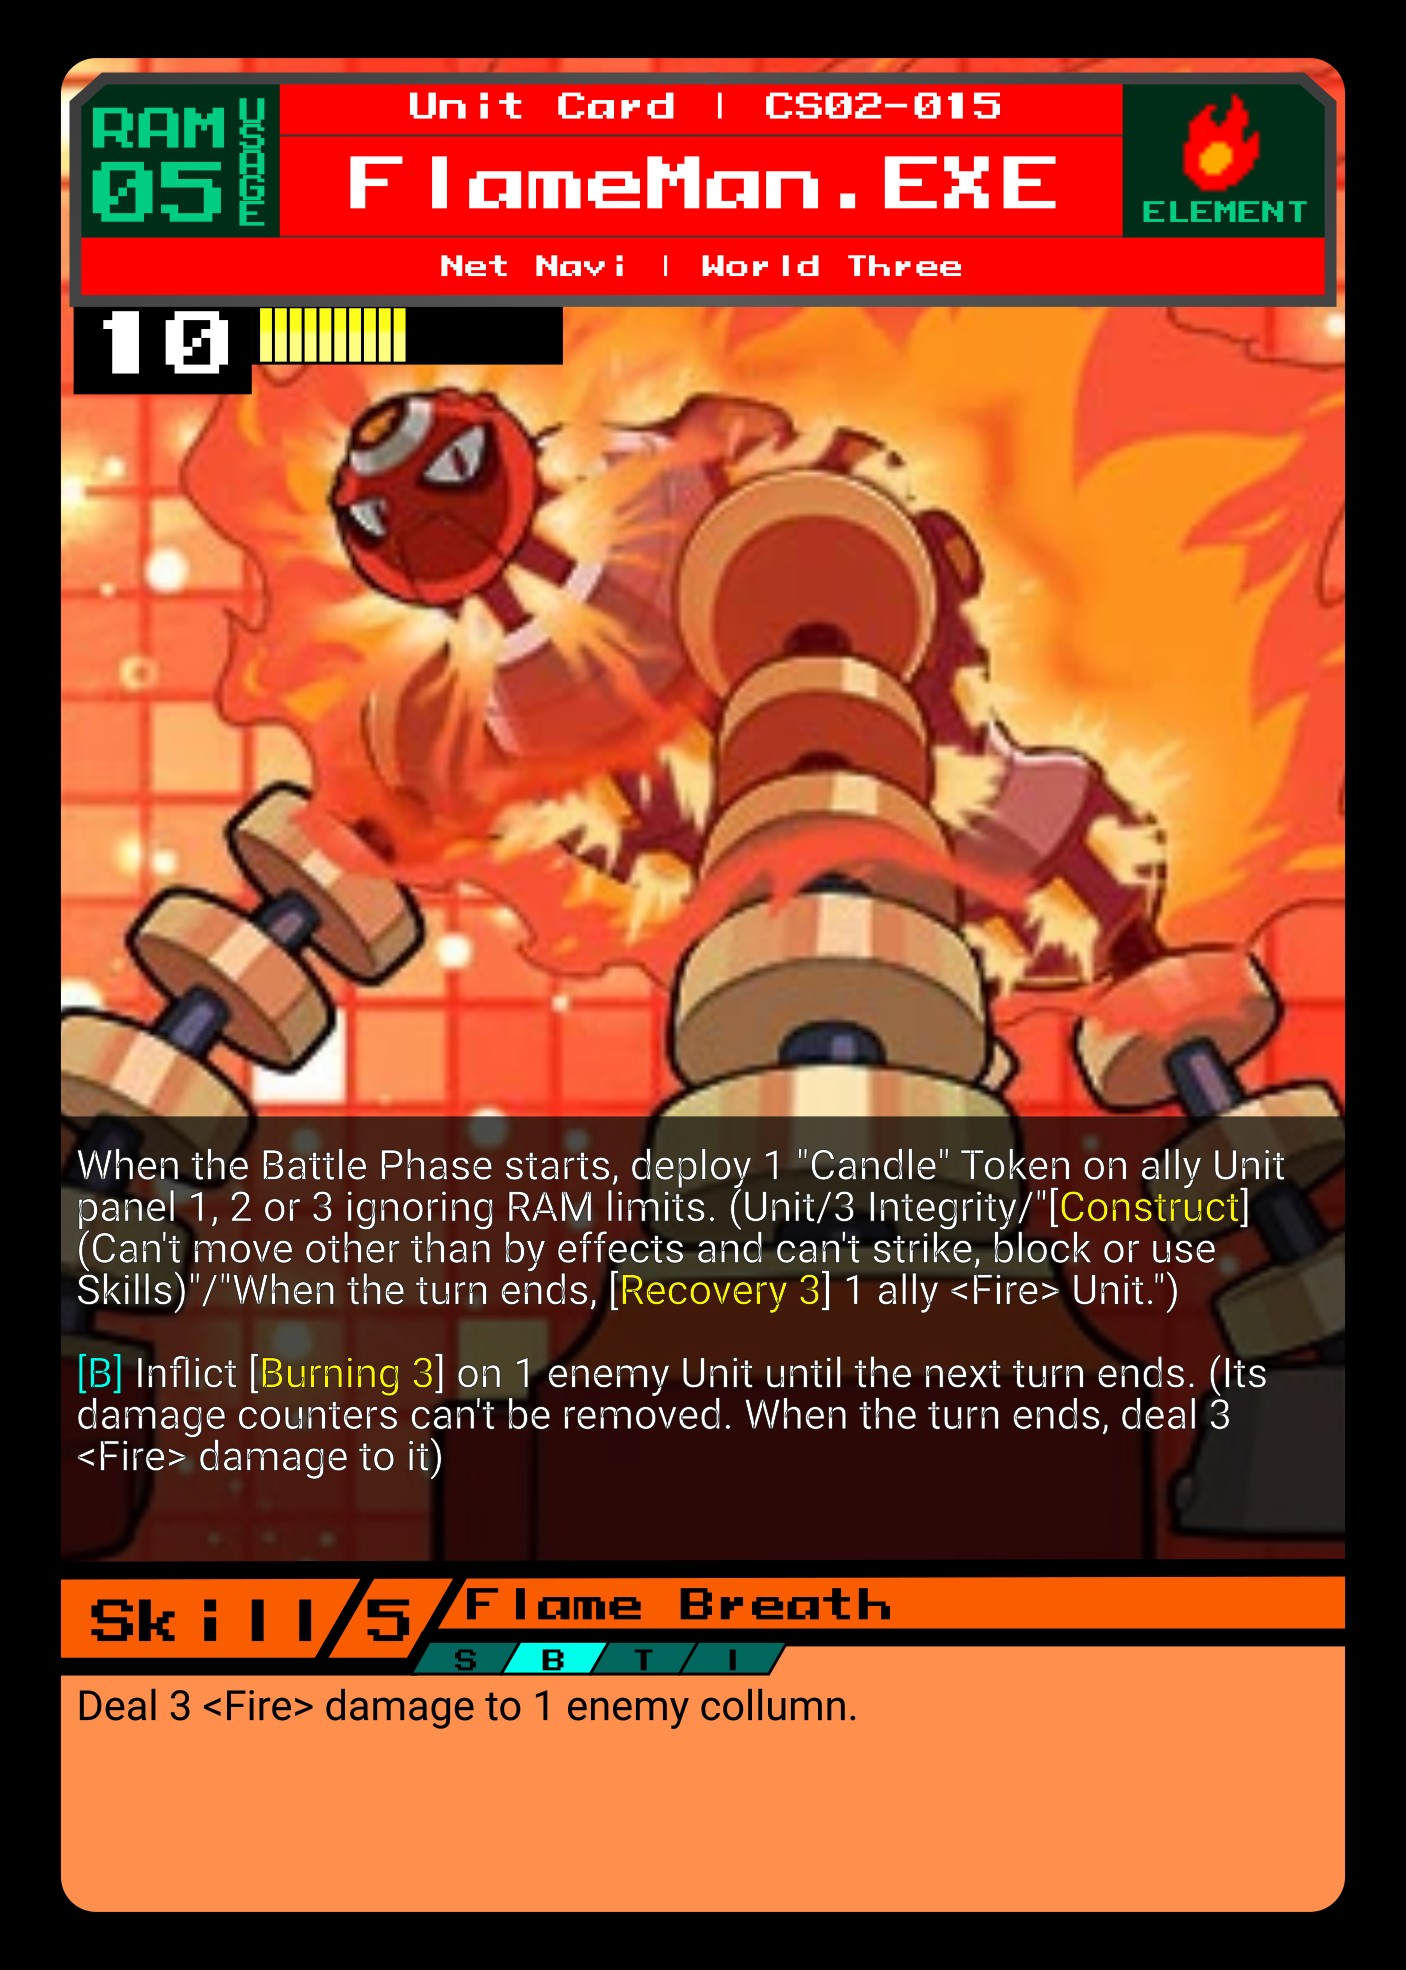 RAM
05
USAGE
Unit Card | CS02-015
FlameMan.EXE
ELEMENT
Net Navi | World Three
10
When the Battle Phase starts, deploy 1 "Candle" Token on ally Unit
panel 1, 2 or 3 ignoring RAM limits. (Unit/3 Integrity/"[Construct]
(Can't move other than by effects and can't strike, block or use
Skills)"/"When the turn ends, [Recovery 3] 1 ally <Fire> Unit.")
[B] Inflict [Burning 3] on 1 enemy Unit until the next turn ends. (Its
damage counters can't be removed. When the turn ends, deal 3
<Fire> damage to it)
Skill/5/Flame Breath
S B T I
Deal 3 <Fire> damage to 1 enemy collumn.